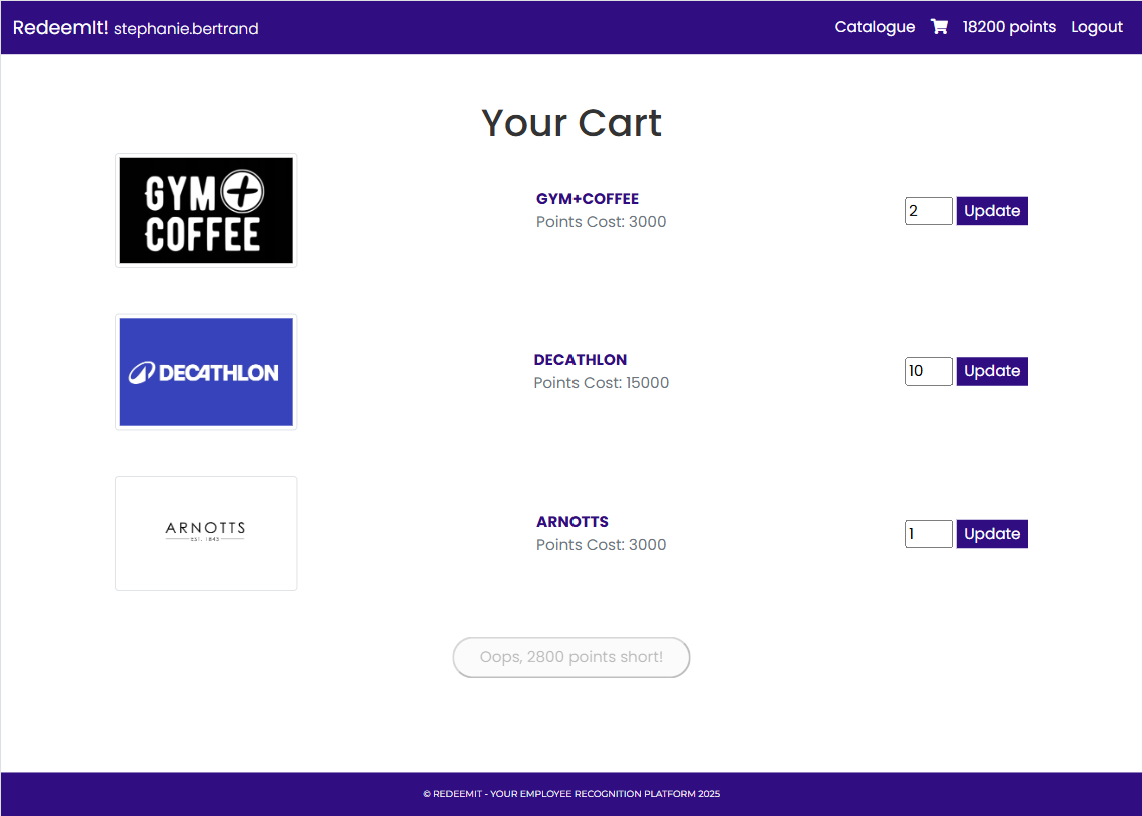 RedeemIt! stephanie.bertrand Catalogue 18200 points Logout
Your Cart
GYM+
COFFEE
GYM+COFFEE
Points Cost: 3000
2 Update
DECATHLON
DECATHLON
Points Cost: 15000
10 Update
ARNOTTS
EST. 1843
ARNOTTS
Points Cost: 3000
1 Update
Oops, 2800 points short!
© REDEEMIT - YOUR EMPLOYEE RECOGNITION PLATFORM 2025